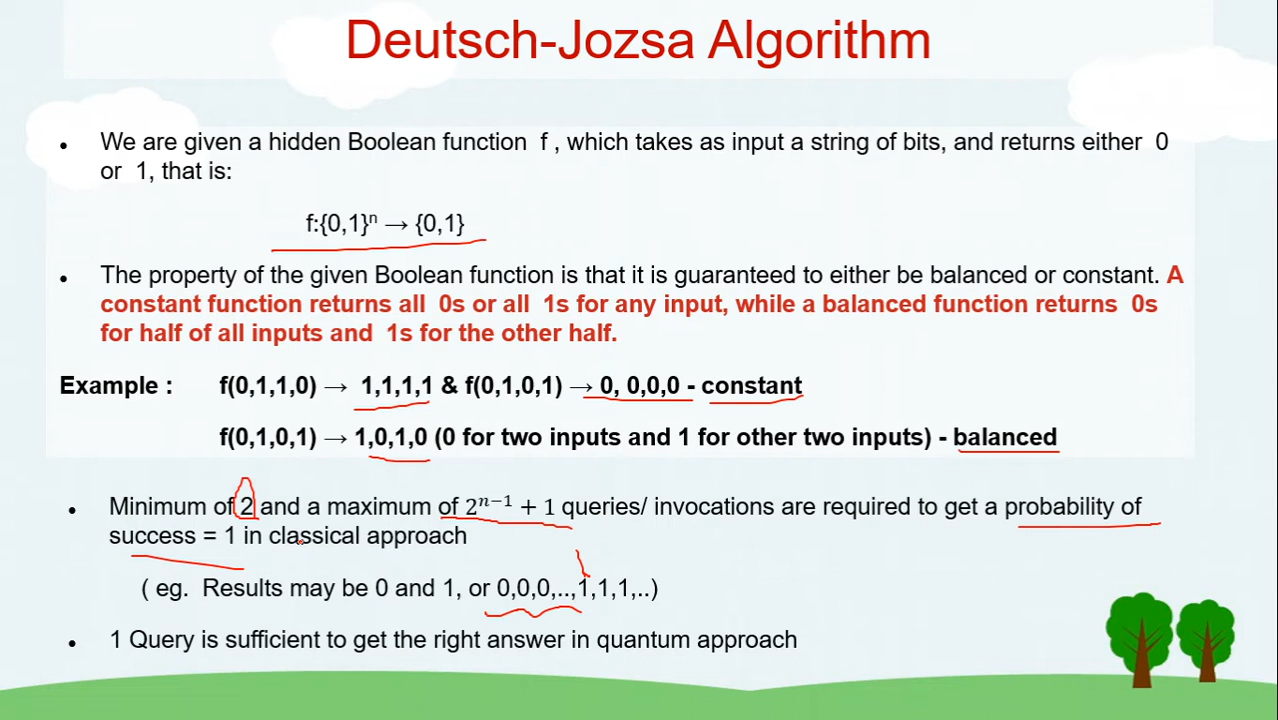 Deutsch-Jozsa Algorithm
• We are given a hidden Boolean function f , which takes as input a string of bits, and returns either 0
or 1, that is:
f:{0,1}ⁿ → {0,1}
• The property of the given Boolean function is that it is guaranteed to either be balanced or constant. A
constant function returns all 0s or all 1s for any input, while a balanced function returns 0s
for half of all inputs and 1s for the other half.
Example : f(0,1,1,0) → 1,1,1,1 & f(0,1,0,1) → 0, 0,0,0 - constant
f(0,1,0,1) → 1,0,1,0 (0 for two inputs and 1 for other two inputs) - balanced
• Minimum of 2 and a maximum of 2ⁿ⁻¹ + 1 queries/ invocations are required to get a probability of
success = 1 in classical approach
( eg. Results may be 0 and 1, or 0,0,0,..,1,1,1,..)
• 1 Query is sufficient to get the right answer in quantum approach